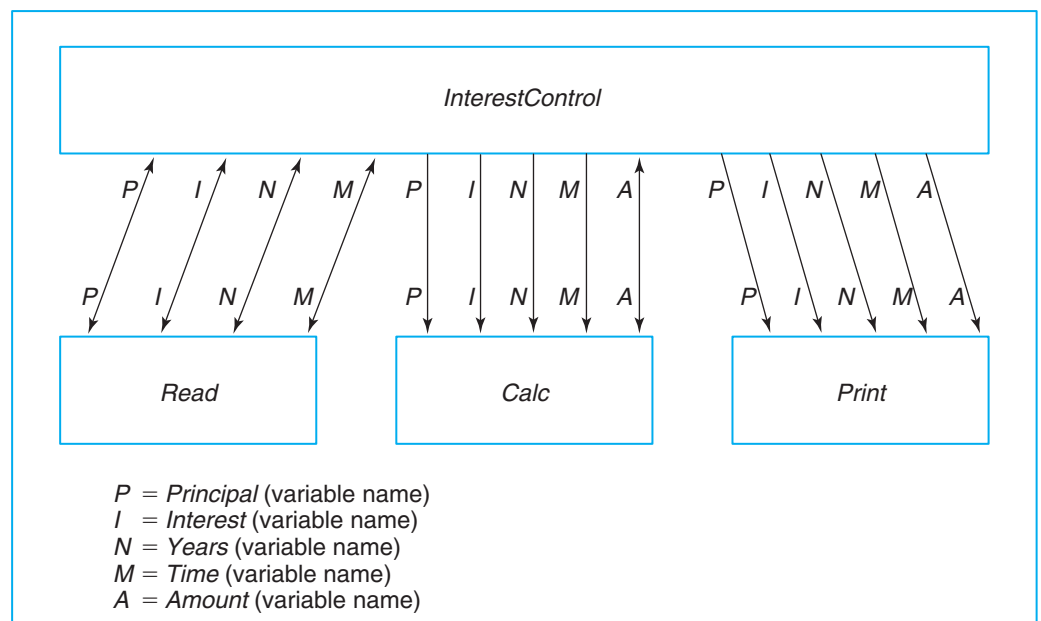 InterestControl
P I N M P I N M A P I N M A
P I N M P I N M A P I N M A
Read Calc Print
P = Principal (variable name)
I = Interest (variable name)
N = Years (variable name)
M = Time (variable name)
A = Amount (variable name)